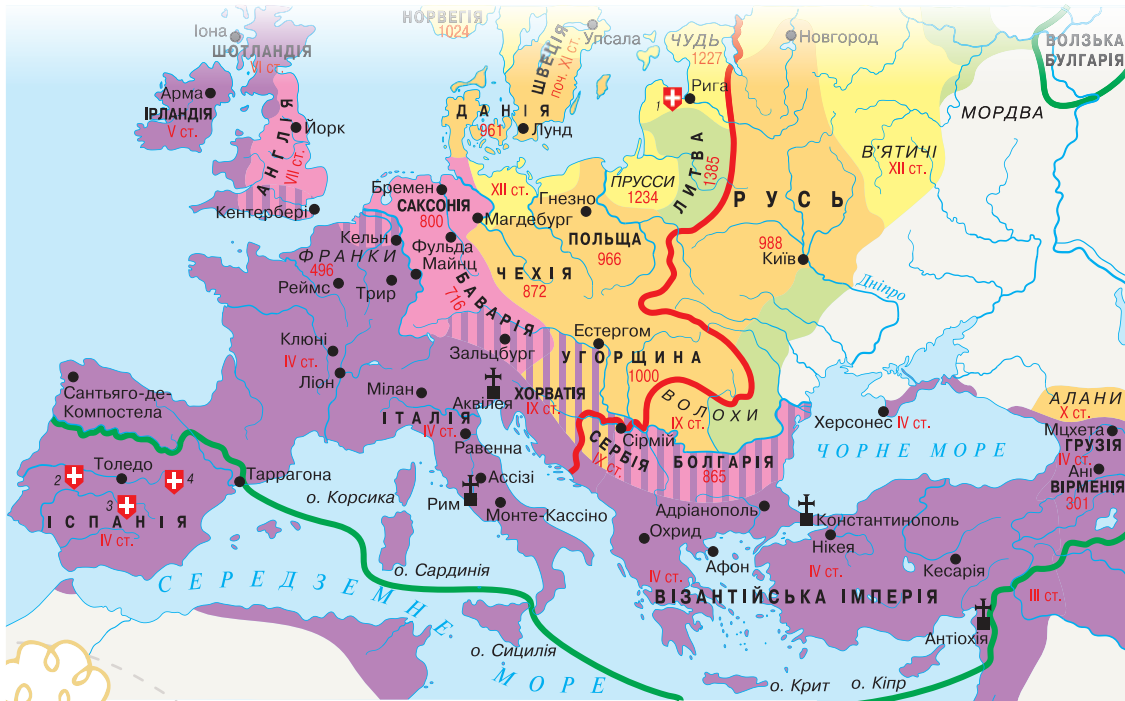 НОРВЕГІЯ
1024
Іона
ШОТЛАНДІЯ
VI ст.
ШВЕЦІЯ
поч. XI ст.
Упсала
ЧУДЬ
1227
Новгород
ВОЛЗЬКА
БУЛГАРІЯ
Арма
ІРЛАНДІЯ
V ст.
АНГЛІЯ
VII ст.
Йорк
ДАНІЯ
961
Лунд
1
Рига
МОРДВА
В'ЯТИЧІ
XII ст.
ЛИТВА
1385
ПРУССИ
1234
РУСЬ
988
Київ
Дніпро
Кентербері
Бремен
САКСОНІЯ
800
XII ст.
Магдебург
Гнезно
ПОЛЬЩА
966
Кельн
ФРАНКИ
496
Реймс
Трир
Фульда
Майнц
ЧЕХІЯ
872
БАВАРІЯ
716
Зальцбург
Естергом
УГОРЩИНА
1000
Клюні
IV ст.
Ліон
Мілан
Аквілея
ХОРВАТІЯ
IX ст.
ВОЛОХИ
IX ст.
Сантьяго-де-
Компостела
ІТАЛІЯ
IV ст.
Равенна
Сірмій
СЕРБІЯ
IX ст.
БОЛГАРІЯ
865
Херсонес IV ст.
ЧОРНЕ МОРЕ
АЛАНИ
X ст.
Мцхета
ГРУЗІЯ
IV ст.
Ані
ВІРМЕНІЯ
301
2
Толедо
4
3
Таррагона
ІСПАНІЯ
IV ст.
о. Корсика
Ассізі
Рим
Монте-Кассіно
Адріанополь
Охрид
Константинополь
Нікея
Афон
Кесарія
IV ст.
IV ст.
ВІЗАНТІЙСЬКА ІМПЕРІЯ
III ст.
Антіохія
о. Сардинія
СЕРЕДЗЕМНЕ
МОРЕ
о. Сицилія
о. Крит
о. Кіпр